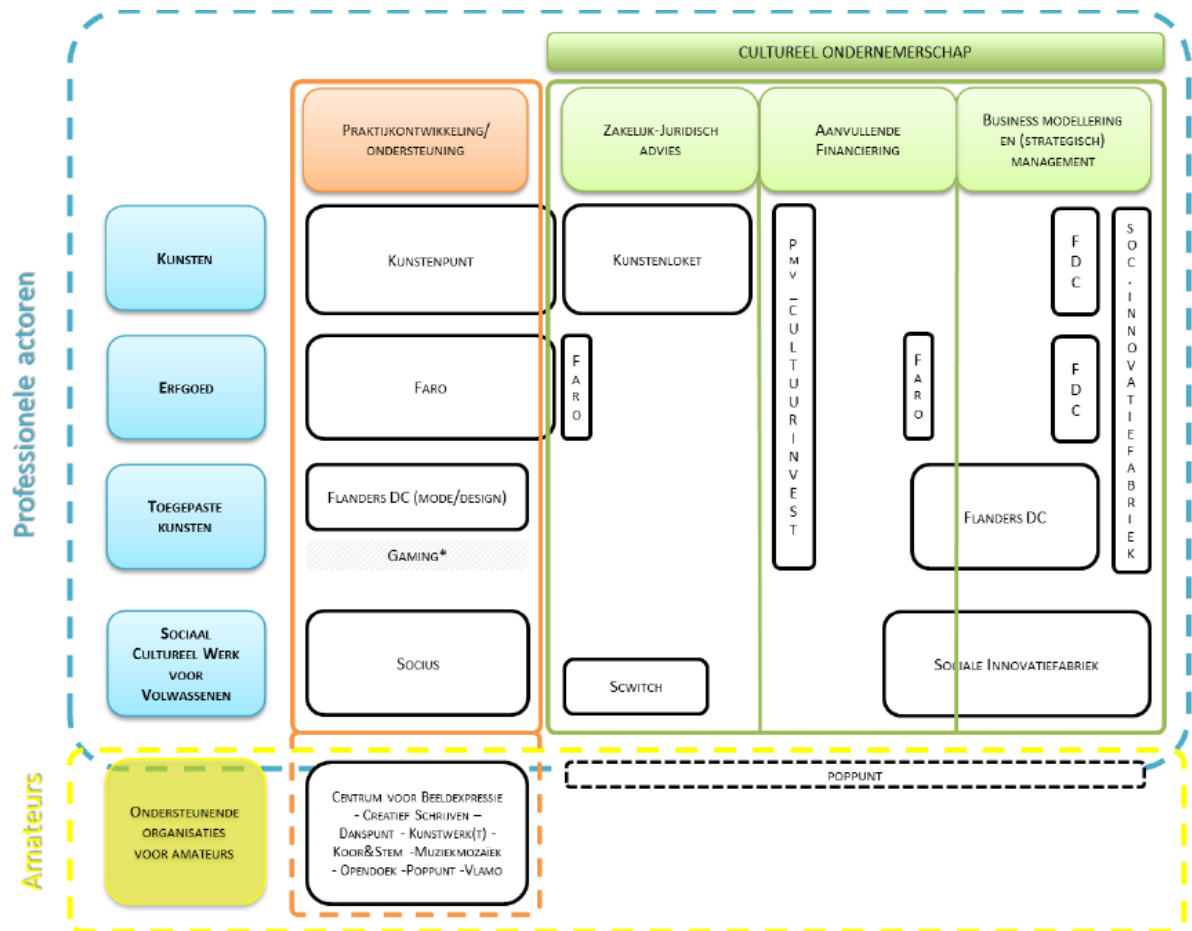 CULTUREEL ONDERNEMERSCHAP
PRAKTIJKONTWIKKELING/
ONDERSTEUNING
ZAKELIJK-JURIDISCH
ADVIES
AANVULLENDE
FINANCIERING
BUSINESS MODELLERING
EN (STRATEGISCH)
MANAGEMENT
Professionele actoren
KUNSTEN
KUNSTENPUNT
KUNSTENLOKET
PMV_CULTUURINVEST
FDC
SOC.INNOVATIEFABRIEK
ERFGOED
FARO
FARO
FARO
FDC
TOEGEPASTE
KUNSTEN
FLANDERS DC (MODE/DESIGN)
GAMING*
FLANDERS DC
SOCIAAL
CULTUREEL WERK
VOOR
VOLWASSENEN
SOCIUS
SCWITCH
SOCIALE INNOVATIEFABRIEK
Amateurs
ONDERSTEUNENDE
ORGANISATIES
VOOR AMATEURS
CENTRUM VOOR BEELDEXPRESSIE
- CREATIEF SCHRIJVEN –
DANSPUNT - KUNSTWERK(T) -
KOOR&STEM -MUZIEKMOZAÏEK
- OPENDOEK -POPPUNT -VLAMO
POPPUNT